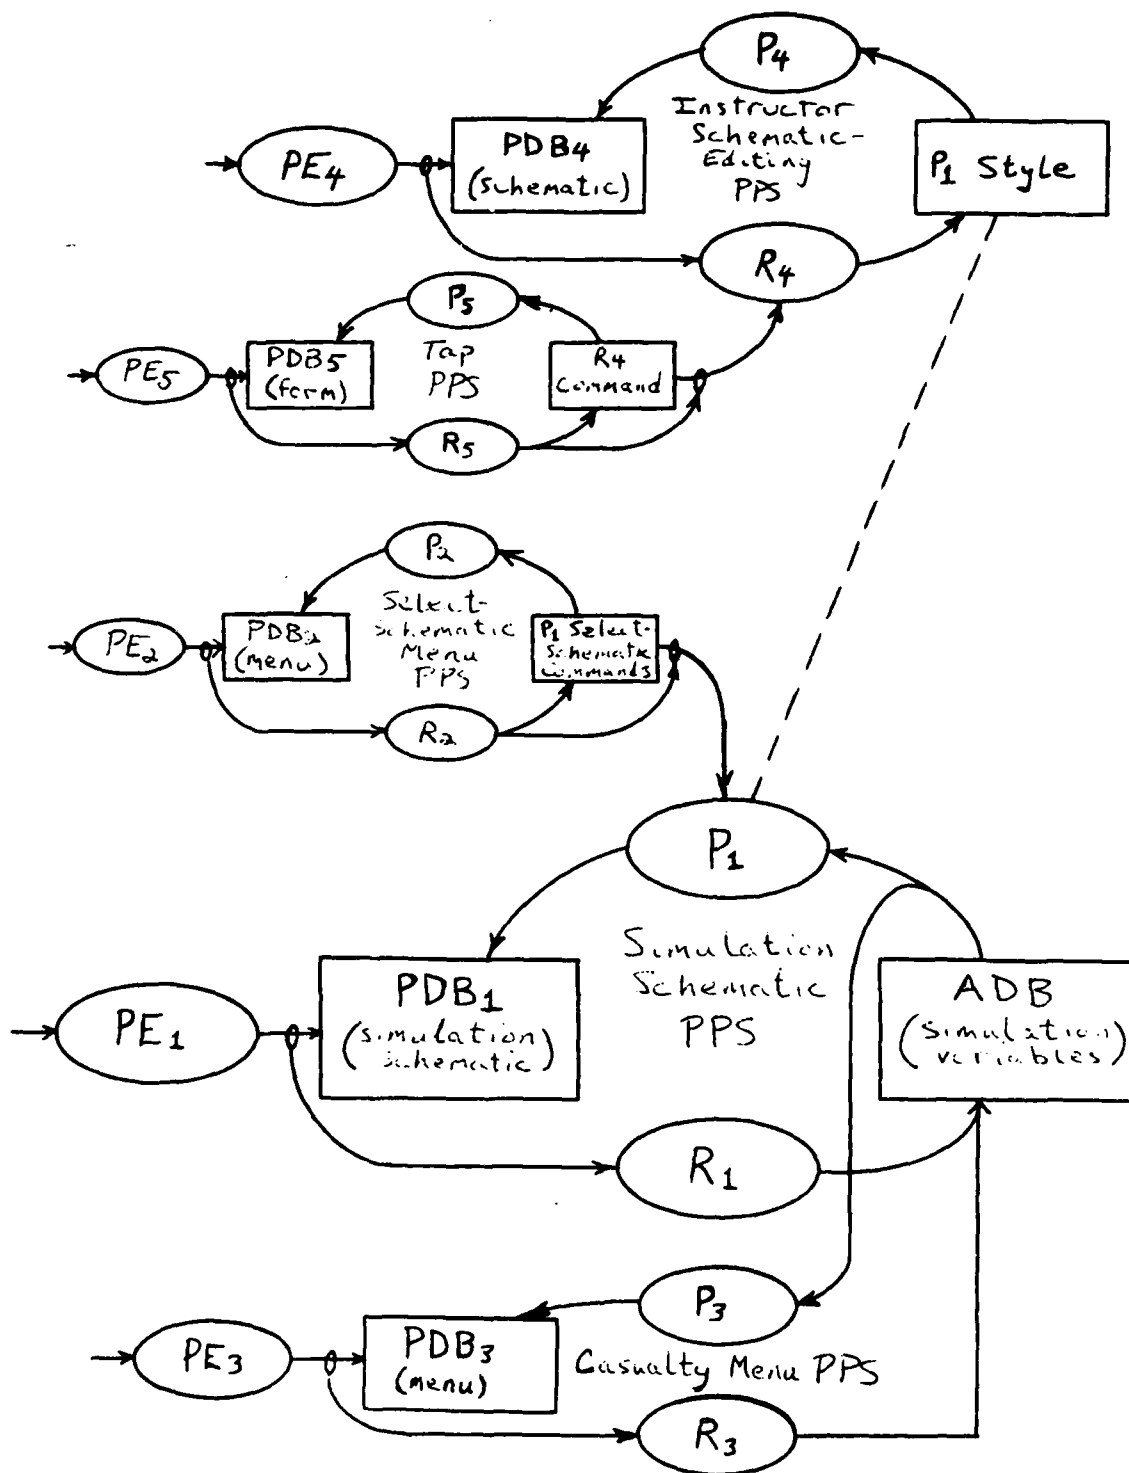 P4
Instructor
Schematic-
Editing
PPS
PE4
PDB4
(schematic)
P1 Style
R4
P5
Tap
PPS
PE5
PDB5
(form)
R4
Command
R5
P2
Select-
Schematic
Menu
PPS
PE2
PDB2
(menu)
P1 Select-
Schematic
Commands
R2
P1
Simulation
Schematic
PPS
PE1
PDB1
(simulation
schematic)
ADB
(simulation
variables)
R1
P3
PE3
PDB3
(menu)
Casualty Menu PPS
R3